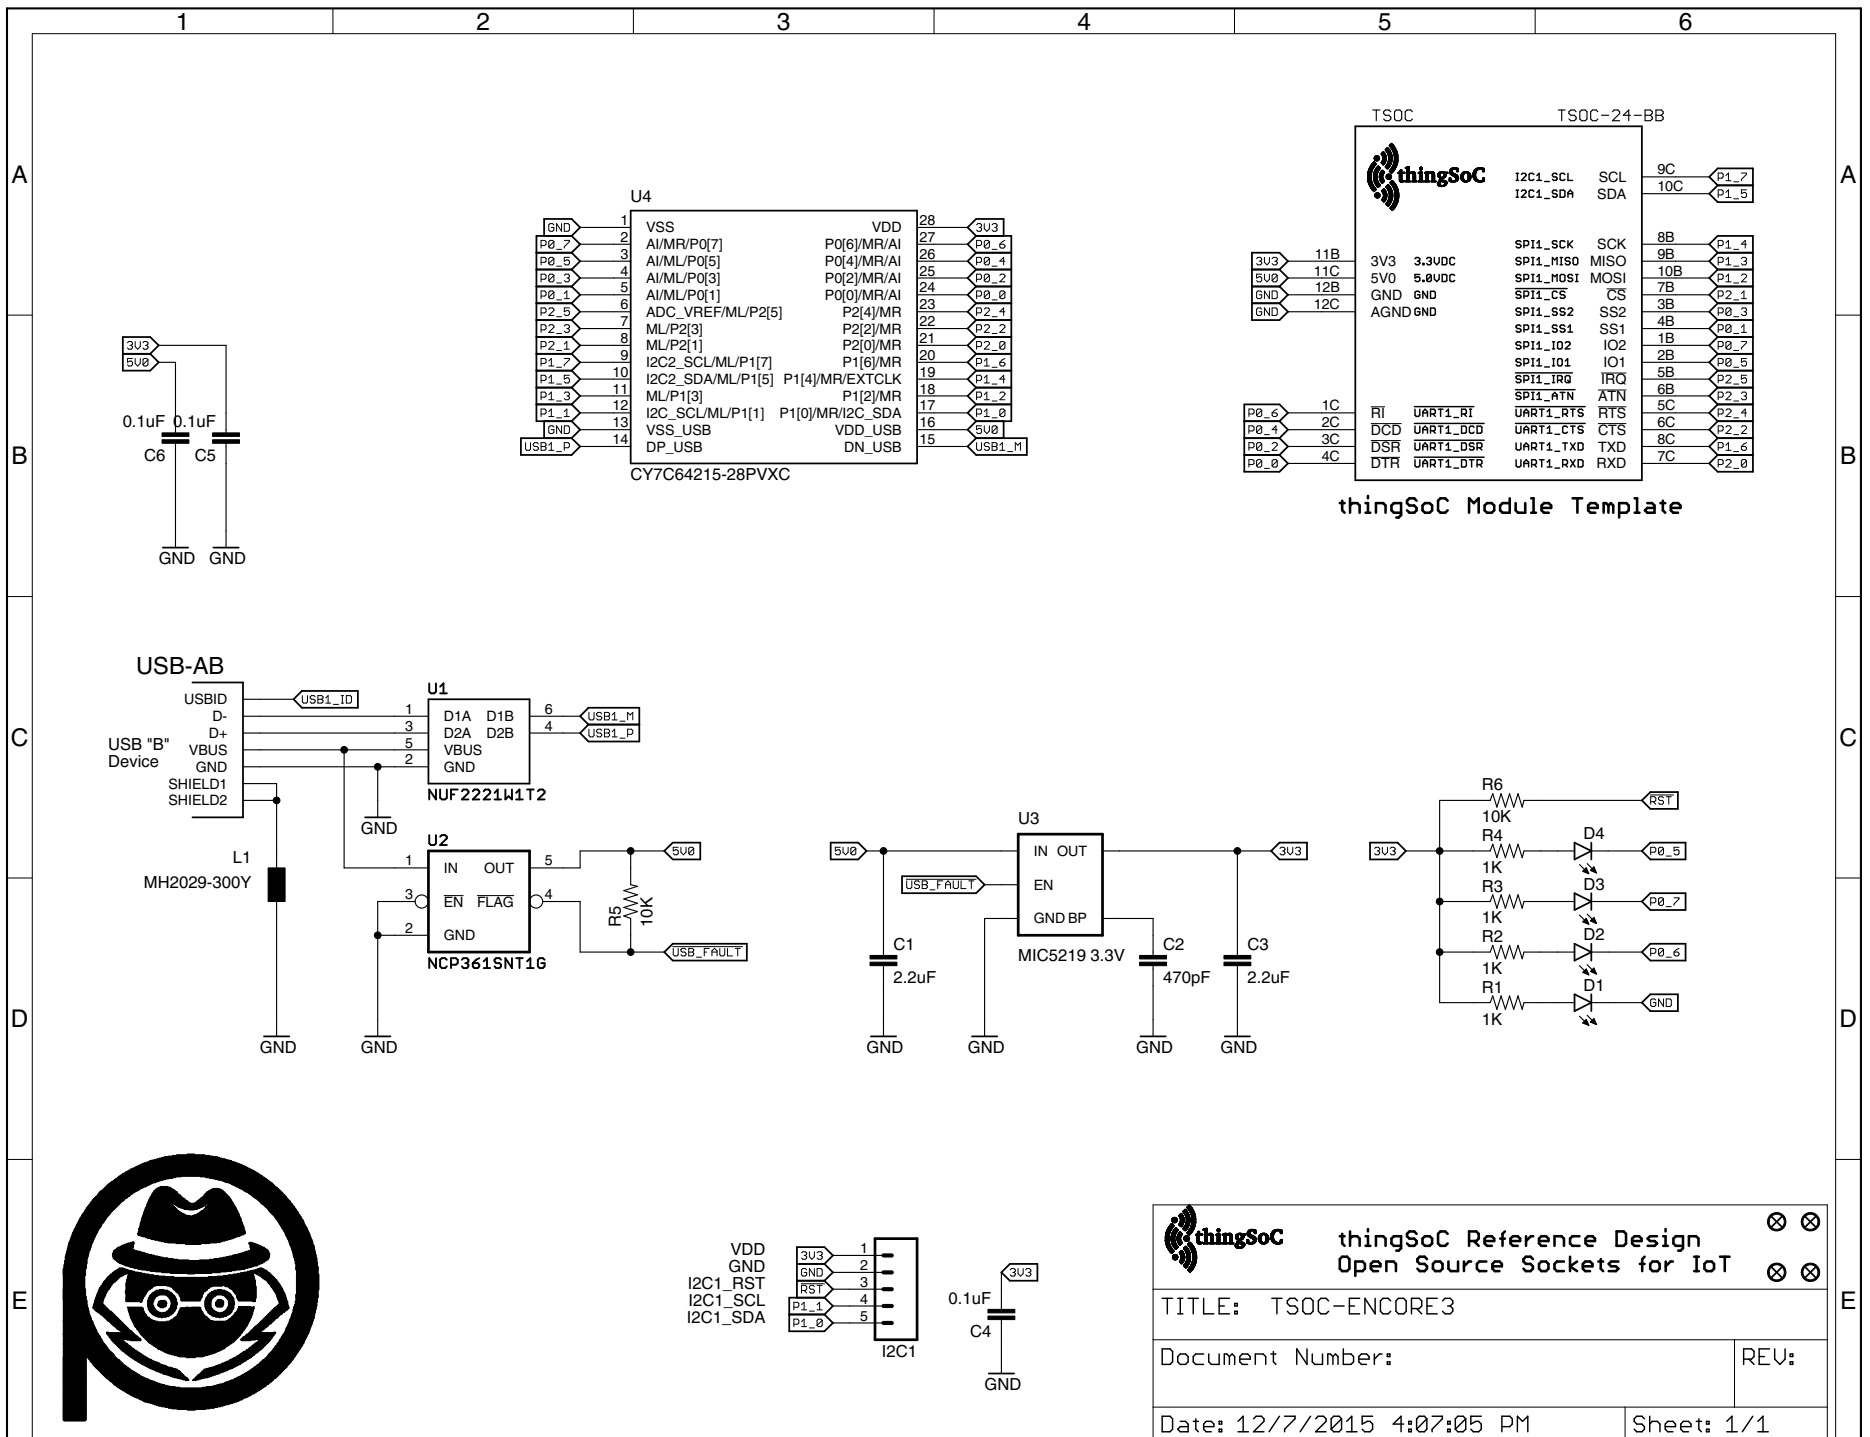 1 2 3 4 5 6
A A
B B
C C
D D
E E
U4
GND 1 VSS VDD 28 3V3
P0_7 2 AI/MR/P0[7] P0[6]/MR/AI 27 P0_6
P0_5 3 AI/ML/P0[5] P0[4]/MR/AI 26 P0_4
P0_3 4 AI/ML/P0[3] P0[2]/MR/AI 25 P0_2
P0_1 5 AI/ML/P0[1] P0[0]/MR/AI 24 P0_0
P2_5 6 ADC_VREF/ML/P2[5] P2[4]/MR 23 P2_4
P2_3 7 ML/P2[3] P2[2]/MR 22 P2_2
P2_1 8 ML/P2[1] P2[0]/MR 21 P2_0
P1_7 9 I2C2_SCL/ML/P1[7] P1[6]/MR 20 P1_6
P1_5 10 I2C2_SDA/ML/P1[5] P1[4]/MR/EXTCLK 19 P1_4
P1_3 11 ML/P1[3] P1[2]/MR 18 P1_2
P1_1 12 I2C_SCL/ML/P1[1] P1[0]/MR/I2C_SDA 17 P1_0
GND 13 VSS_USB VDD_USB 16 5V0
USB1_P 14 DP_USB DN_USB 15 USB1_M
CY7C64215-28PVXC
TSOC TSOC-24-BB
thingSoC
I2C1_SCL SCL 9C P1_7
I2C1_SDA SDA 10C P1_5
SPI1_SCK SCK 8B P1_4
3V3 11B 3V3 3.3VDC SPI1_MISO MISO 9B P1_3
5V0 11C 5V0 5.0VDC SPI1_MOSI MOSI 10B P1_2
GND 12B GND GND SPI1_CS CS 7B P2_1
GND 12C AGND GND SPI1_SS2 SS2 3B P0_3
SPI1_SS1 SS1 4B P0_1
SPI1_IO2 IO2 1B P0_7
SPI1_IO1 IO1 2B P0_5
SPI1_IRQ IRQ 5B P2_5
SPI1_ATN ATN 6B P2_3
P0_6 1C RI UART1_RI UART1_RTS RTS 5C P2_4
P0_4 2C DCD UART1_DCD UART1_CTS CTS 6C P2_2
P0_2 3C DSR UART1_DSR UART1_TXD TXD 8C P1_6
P0_0 4C DTR UART1_DTR UART1_RXD RXD 7C P2_0
thingSoC Module Template
3V3
5V0
0.1uF 0.1uF
C6 C5
GND GND
USB-AB
USB "B"
Device
USBID USB1_ID
D-
D+
VBUS
GND
SHIELD1
SHIELD2
L1
MH2029-300Y
GND
U1
1 D1A D1B 6 USB1_M
3 D2A D2B 4 USB1_P
5 VBUS
2 GND
NUF2221W1T2
GND
U2
1 IN OUT 5 5V0
3 EN FLAG 4
2 GND
NCP361SNT1G
R5
10K
USB_FAULT
GND
U3
5V0 IN OUT 3V3
USB_FAULT EN
GND BP
MIC5219 3.3V
C1
2.2uF
C2
470pF
C3
2.2uF
GND GND GND GND
3V3
R6
10K
RST
R4 D4
1K
P0_5
R3 D3
1K
P0_7
R2 D2
1K
P0_6
R1 D1
1K
GND
VDD 3V3 1
GND GND 2
I2C1_RST RST 3
I2C1_SCL P1_1 4
I2C1_SDA P1_0 5
I2C1
3V3
0.1uF
C4
GND
thingSoC
thingSoC Reference Design
Open Source Sockets for IoT
TITLE: TSOC-ENCORE3
Document Number: REV:
Date: 12/7/2015 4:07:05 PM Sheet: 1/1